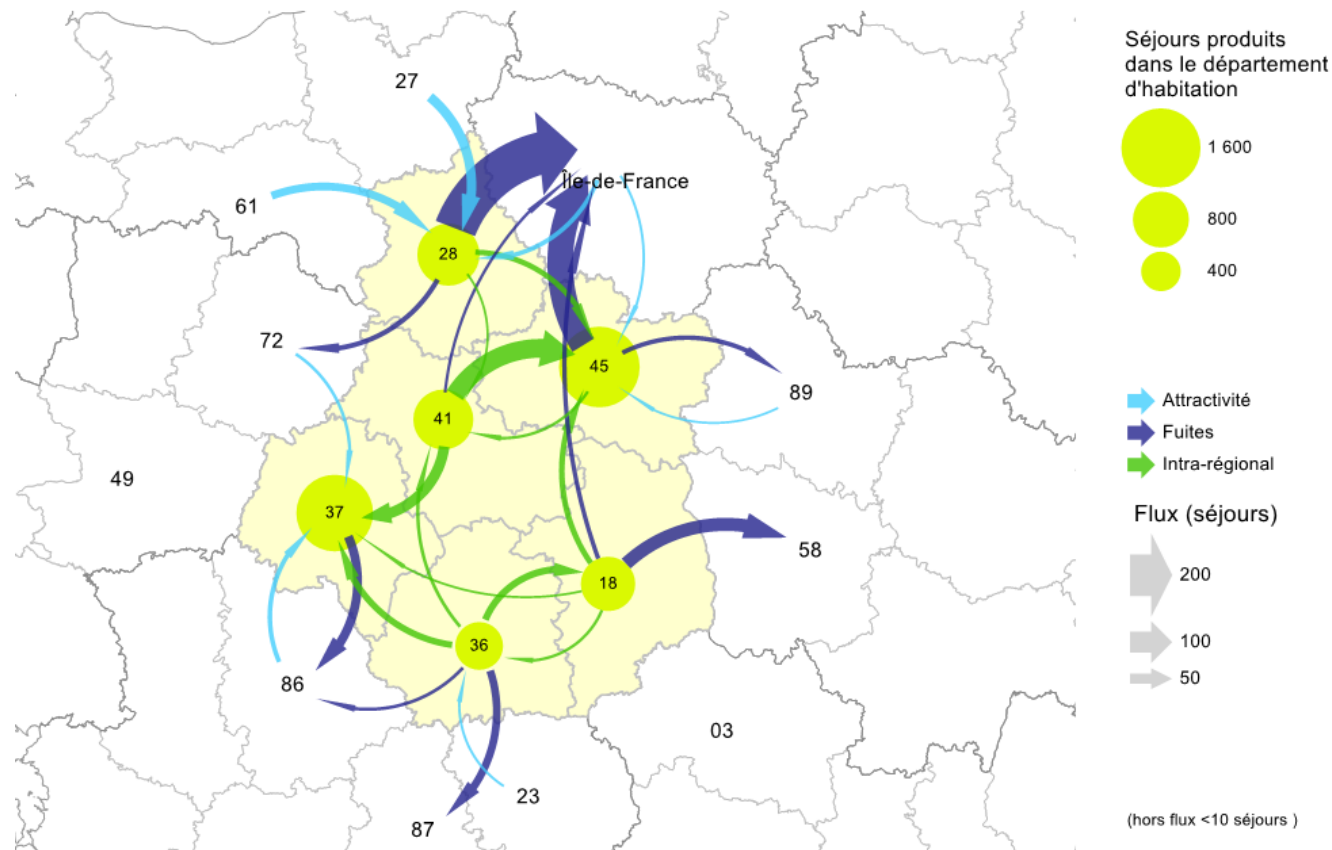 27
61
Île-de-France
28
72
45
89
41
49
37
58
18
36
86
03
23
87
Séjours produits
dans le département
d'habitation
1 600
800
400
Attractivité
Fuites
Intra-régional
Flux (séjours)
200
100
50
(hors flux <10 séjours )